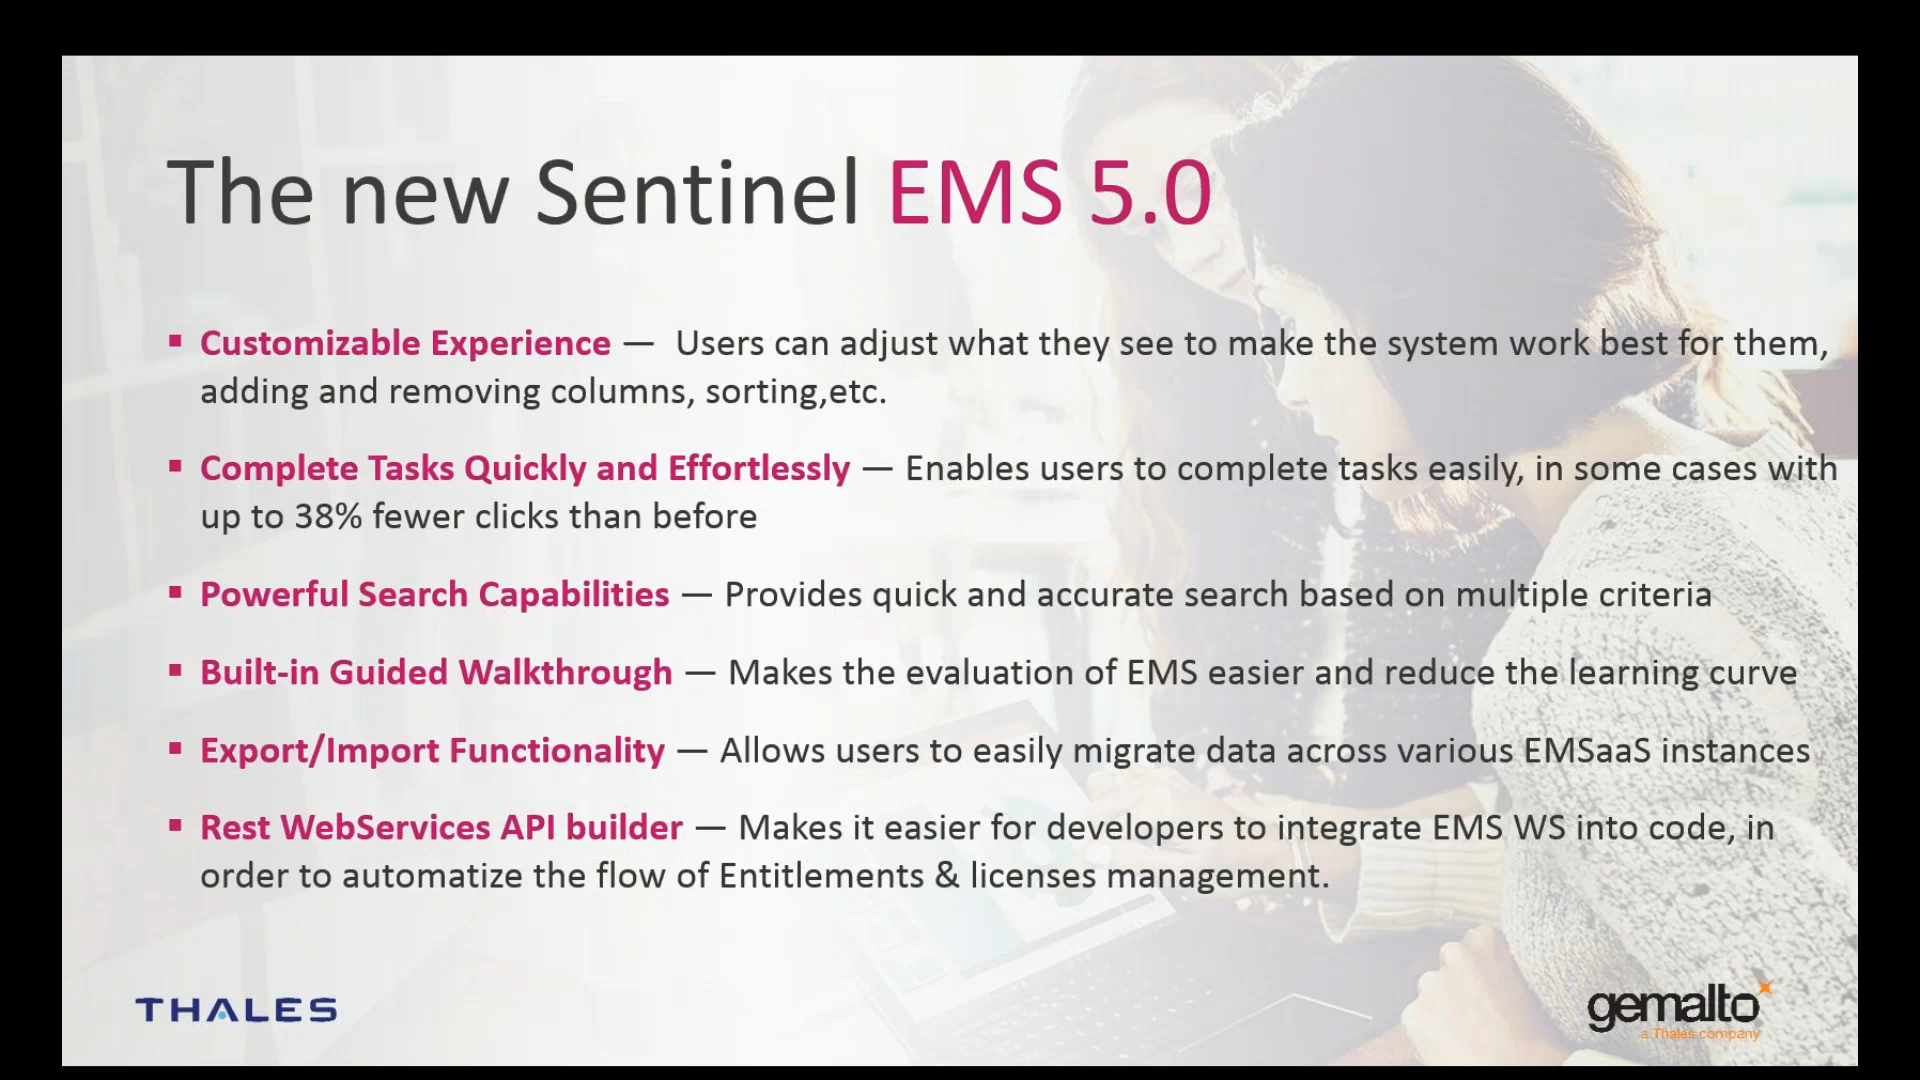 The new Sentinel EMS 5.0
▪ Customizable Experience — Users can adjust what they see to make the system work best for them,
adding and removing columns, sorting,etc.
▪ Complete Tasks Quickly and Effortlessly — Enables users to complete tasks easily, in some cases with
up to 38% fewer clicks than before
▪ Powerful Search Capabilities — Provides quick and accurate search based on multiple criteria
▪ Built-in Guided Walkthrough — Makes the evaluation of EMS easier and reduce the learning curve
▪ Export/Import Functionality — Allows users to easily migrate data across various EMSaaS instances
▪ Rest WebServices API builder — Makes it easier for developers to integrate EMS WS into code, in
order to automatize the flow of Entitlements & licenses management.
THALES
gemalto
a Thales company